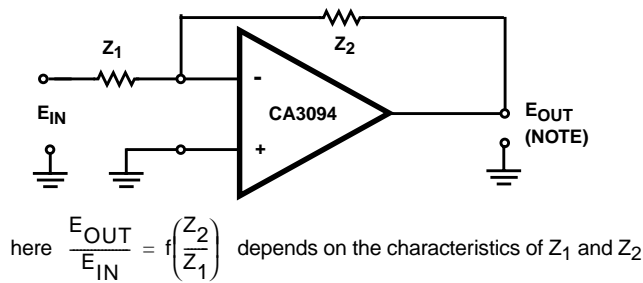 Z1
Z2
-
CA3094
+
EIN
EOUT
(NOTE)
here EOUT/EIN = f(Z2/Z1) depends on the characteristics of Z1 and Z2